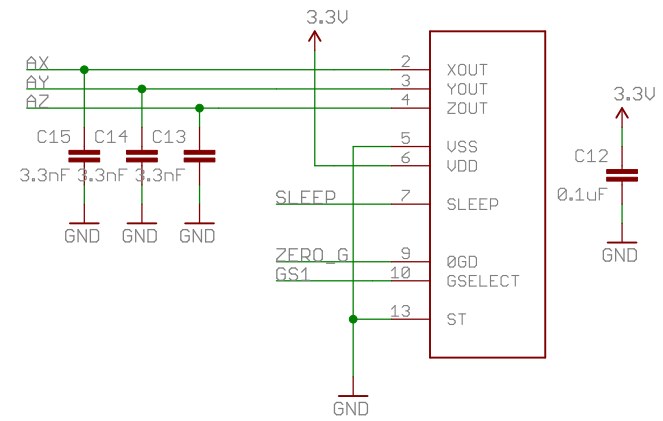 3.3V
AX 2 XOUT
AY 3 YOUT
AZ 4 ZOUT
3.3V
C15 C14 C13 5 VSS
6 VDD
C12
3.3nF 3.3nF 3.3nF
0.1uF
SLEEP 7 SLEEP
GND GND GND
ZERO_G 9 0GD
GND
GS1 10 GSELECT
13 ST
GND